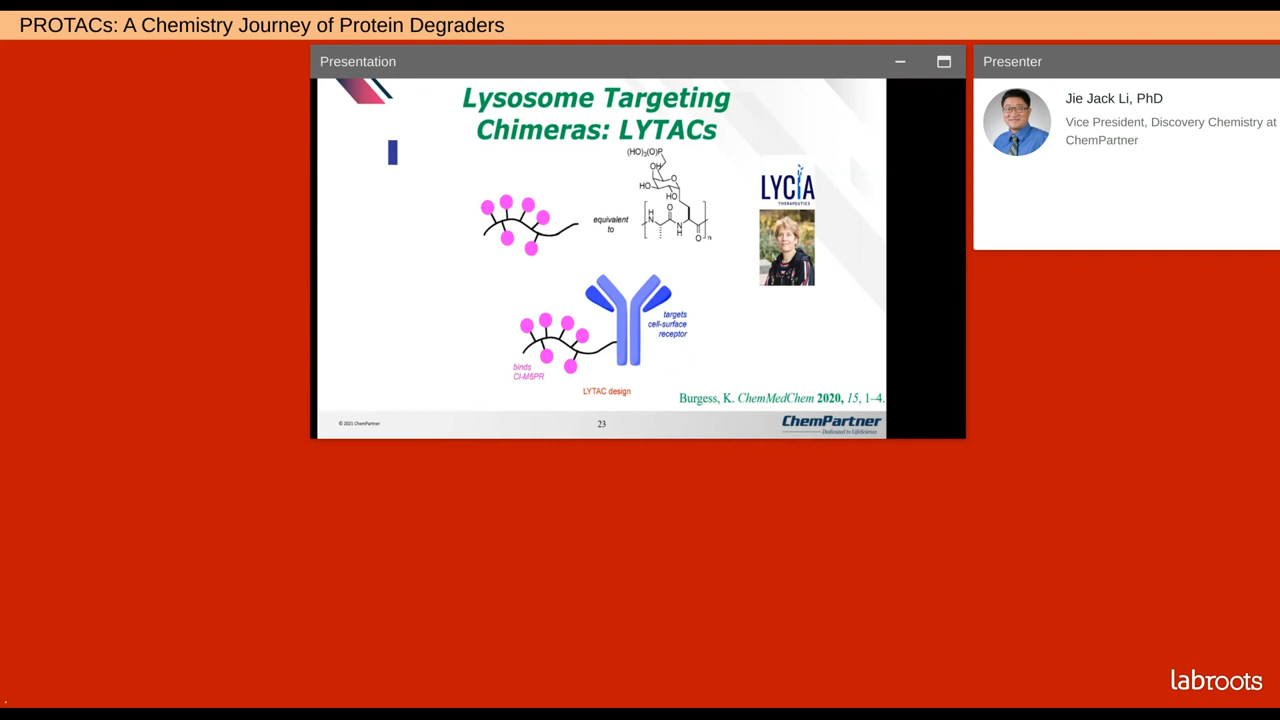 PROTACs: A Chemistry Journey of Protein Degraders
Presentation
Presenter
Jie Jack Li, PhD
Vice President, Discovery Chemistry at
ChemPartner
Lysosome Targeting
Chimeras: LYTACs
(HO)2(O)P
OH
O
HO
HO
O
H
N
N
H
O
n
equivalent
to
LYCIA
THERAPEUTICS
targets
cell-surface
receptor
binds
CI-M6PR
LYTAC design
Burgess, K. ChemMedChem 2020, 15, 1–4.
© 2021 ChemPartner
23
ChemPartner
Dedicated to LifeScience
labroots